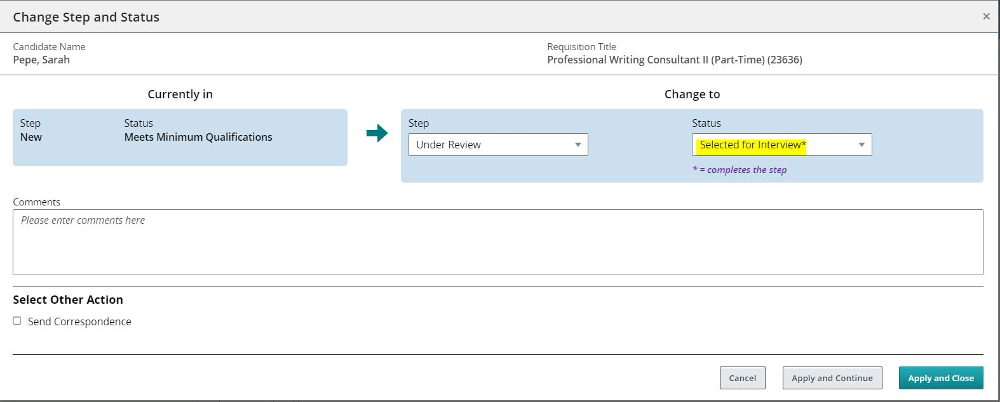 Change Step and Status
×
Candidate Name
Pepe, Sarah
Requisition Title
Professional Writing Consultant II (Part-Time) (23636)
Currently in
Step
New
Status
Meets Minimum Qualifications
Change to
Step
Under Review
Status
Selected for Interview*
* = completes the step
Comments
Please enter comments here
Select Other Action
Send Correspondence
Cancel
Apply and Continue
Apply and Close